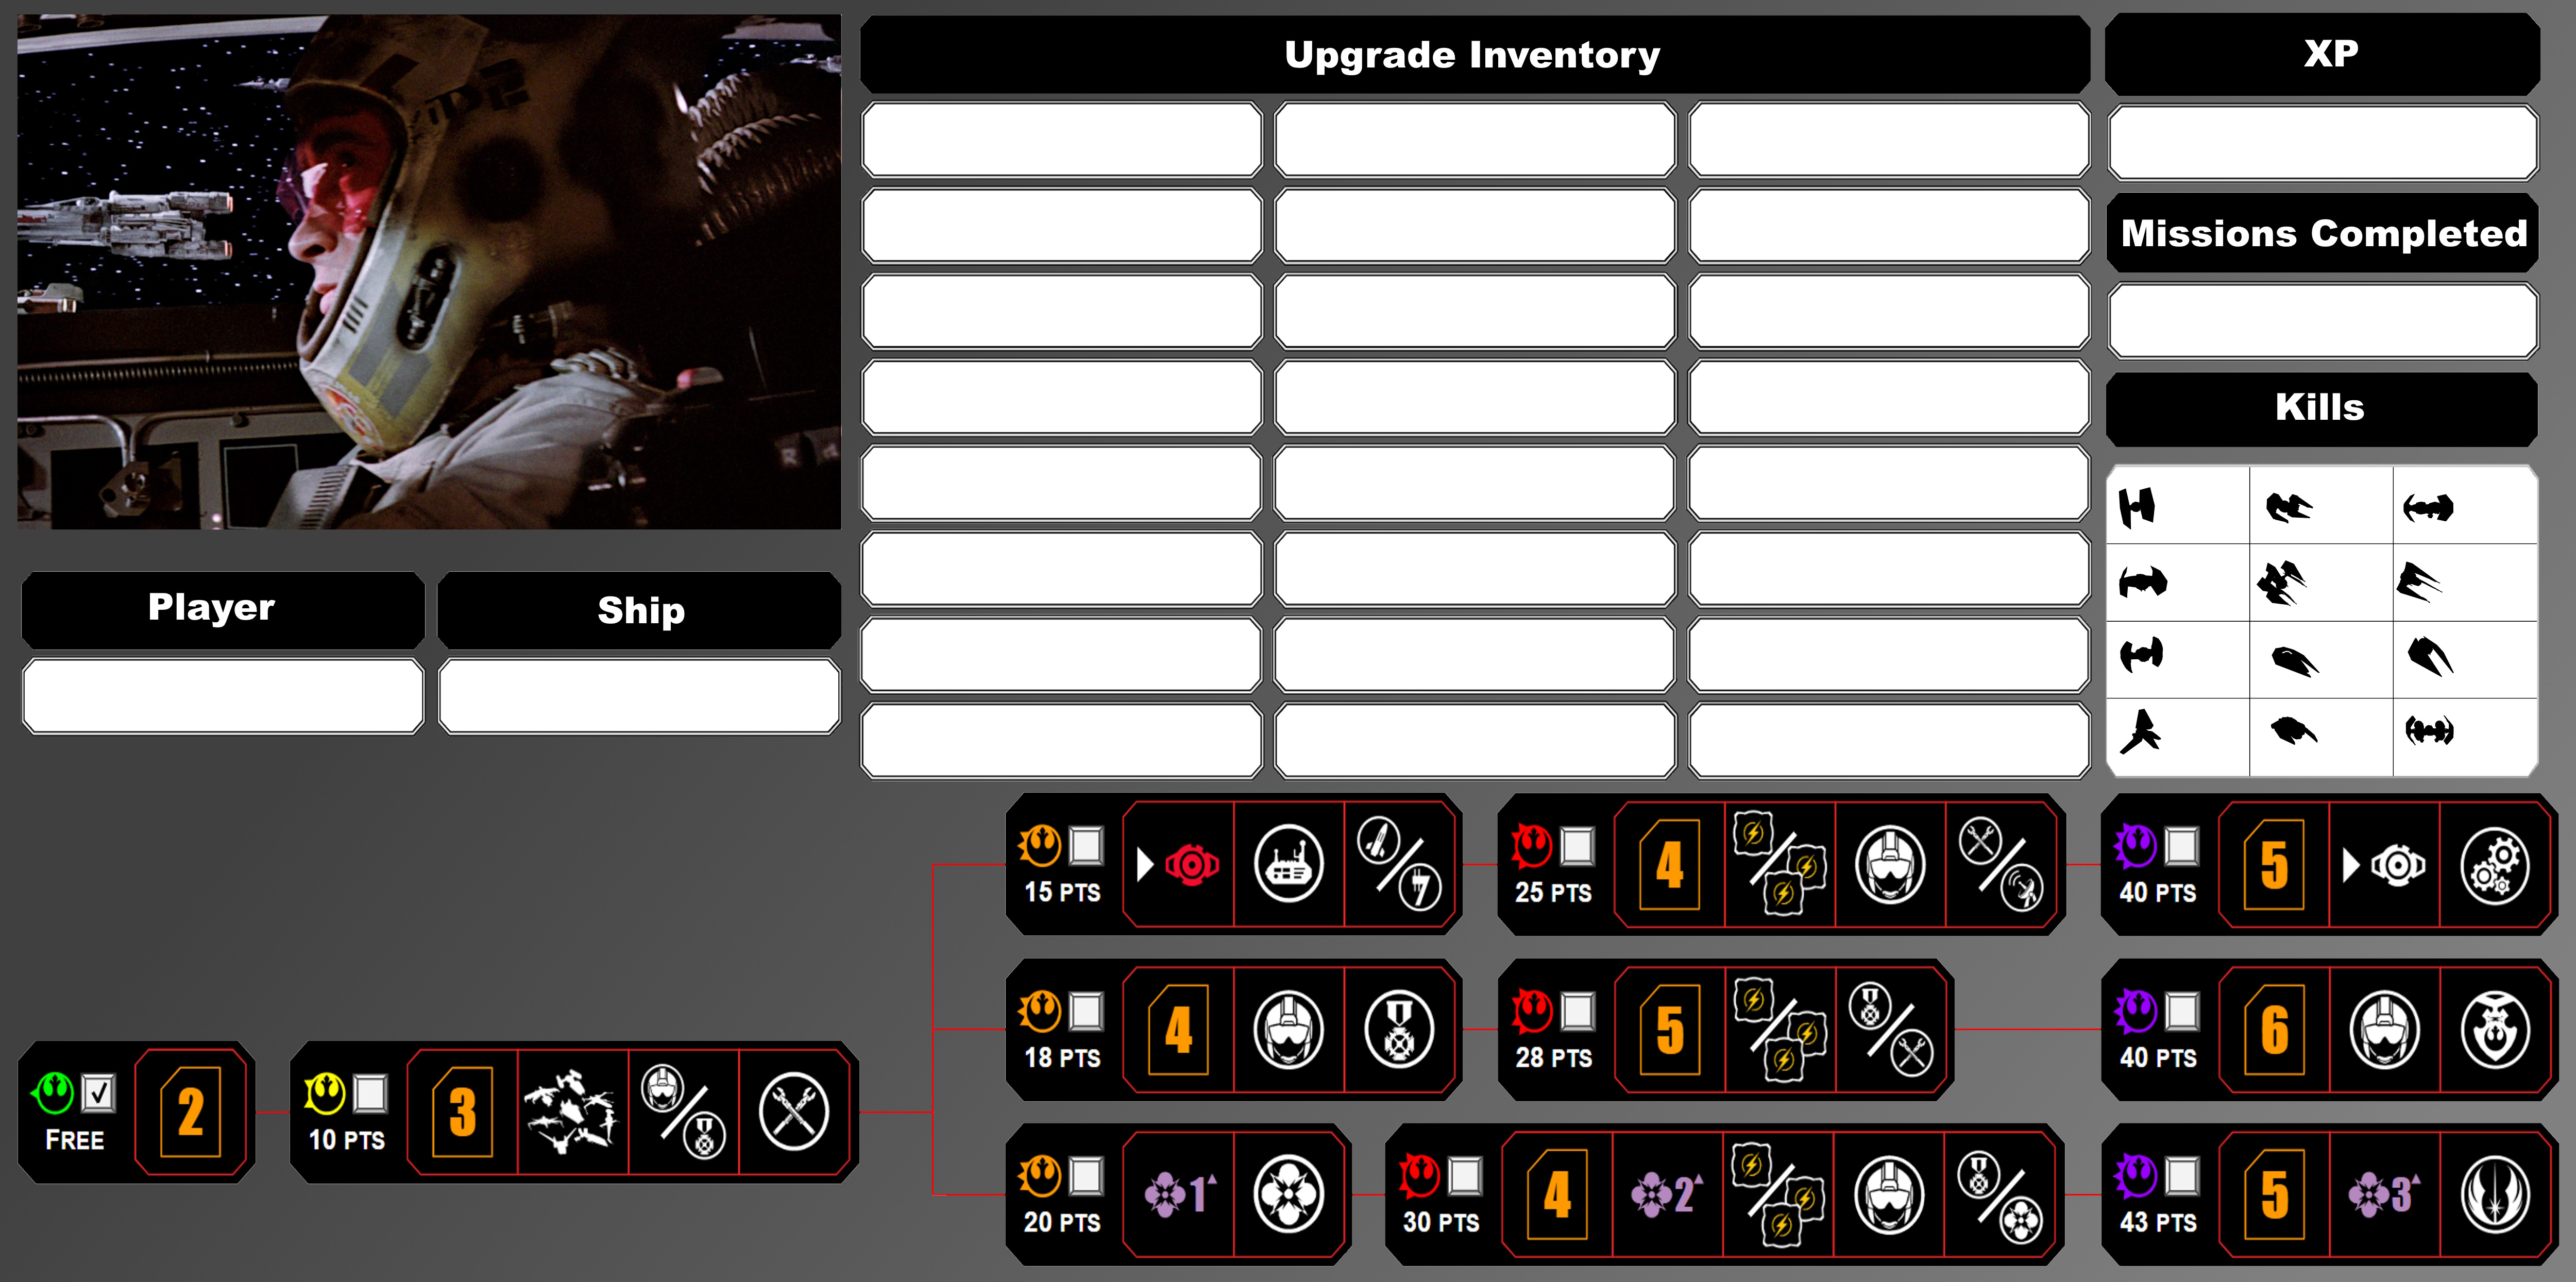 Upgrade Inventory
XP
Missions Completed
Kills
Player
Ship
15 PTS
25 PTS
4
40 PTS
5
18 PTS
4
28 PTS
5
40 PTS
6
FREE
2
10 PTS
3
20 PTS
1
30 PTS
4
2
43 PTS
5
3